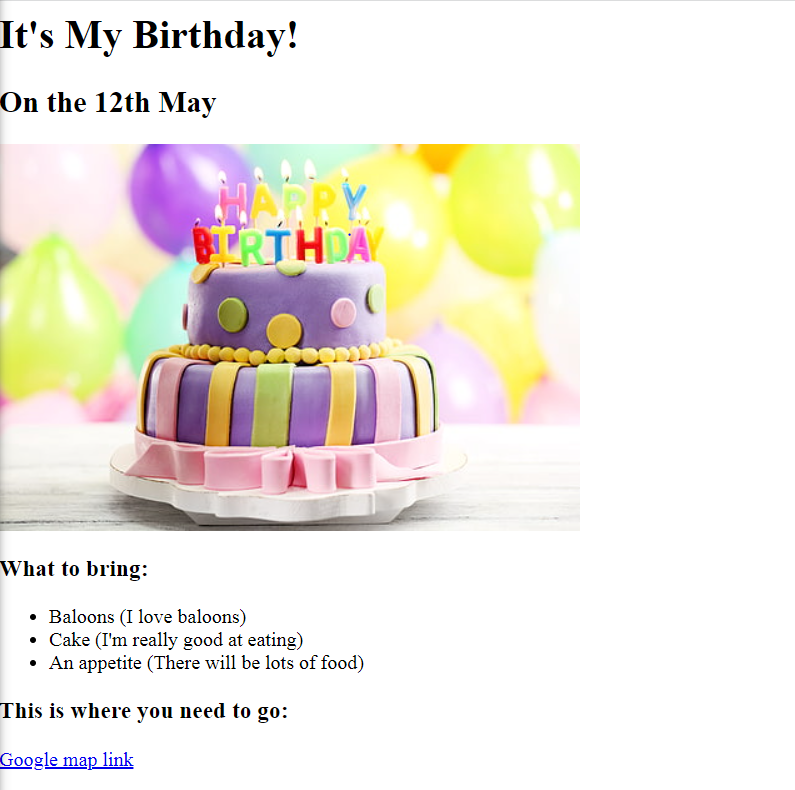 It's My Birthday!
On the 12th May
HAPPY
BIRTHDAY
What to bring:
Baloons (I love baloons)
Cake (I'm really good at eating)
An appetite (There will be lots of food)
This is where you need to go:
Google map link